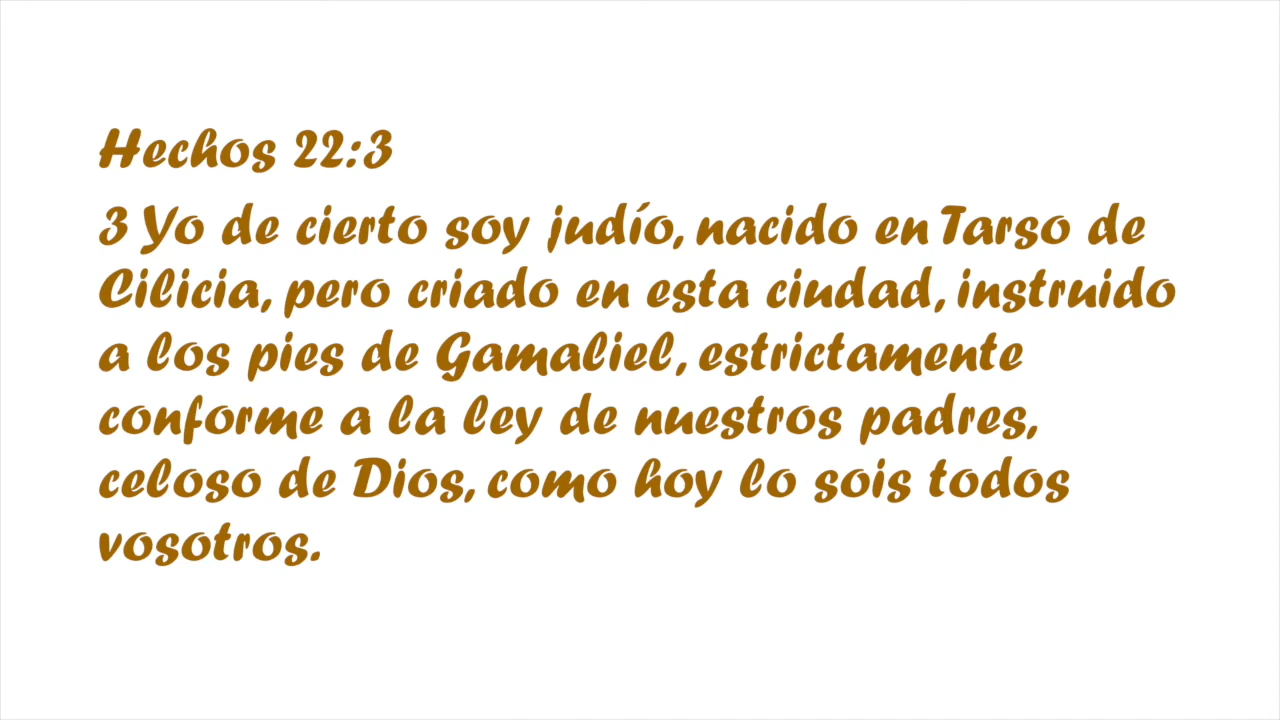 Hechos 22:3
3 Yo de cierto soy judío, nacido en Tarso de
Cilicia, pero criado en esta ciudad, instruido
a los pies de Gamaliel, estrictamente
conforme a la ley de nuestros padres,
celoso de Dios, como hoy lo sois todos
vosotros.